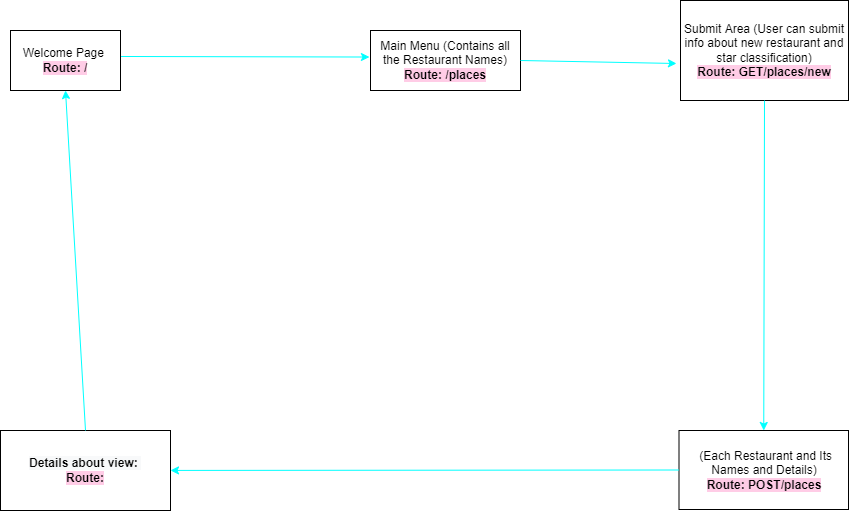 Welcome Page
Route: /
Main Menu (Contains all
the Restaurant Names)
Route: /places
Submit Area (User can submit
info about new restaurant and
star classification)
Route: GET/places/new
Details about view:
Route:
(Each Restaurant and Its
Names and Details)
Route: POST/places